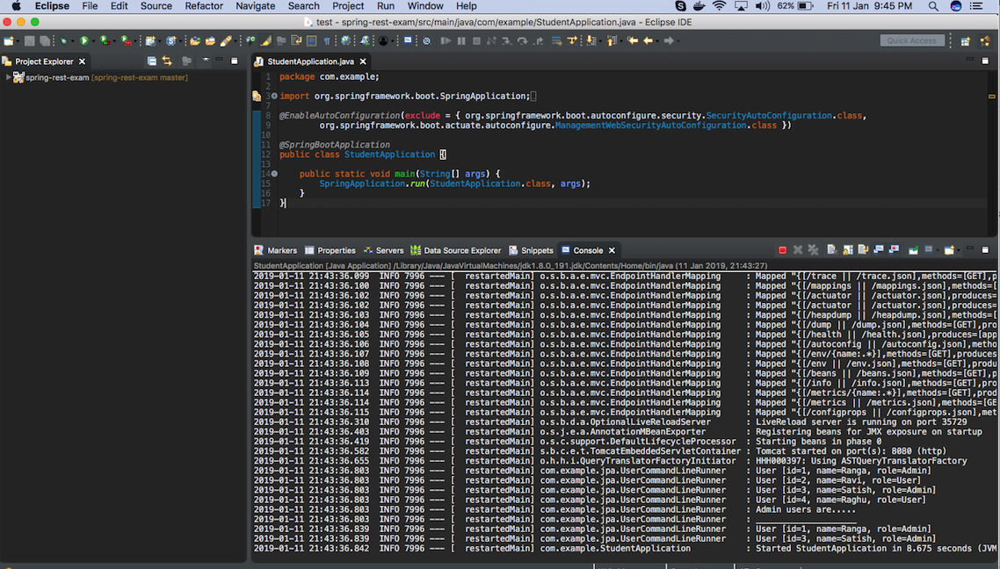 Eclipse File Edit Source Refactor Navigate Search Project Run Window Help 62% Fri 11 Jan 9:45 PM
test - spring-rest-exam/src/main/java/com/example/StudentApplication.java - Eclipse IDE
Quick Access
Project Explorer
spring-rest-exam [spring-rest-exam master]
StudentApplication.java
1 package com.example;
2
3 import org.springframework.boot.SpringApplication;
7
8 @EnableAutoConfiguration(exclude = { org.springframework.boot.autoconfigure.security.SecurityAutoConfiguration.class,
9 org.springframework.boot.actuate.autoconfigure.ManagementWebSecurityAutoConfiguration.class })
10
11 @SpringBootApplication
12 public class StudentApplication {
13
14 public static void main(String[] args) {
15 SpringApplication.run(StudentApplication.class, args);
16 }
17 }
Markers Properties Servers Data Source Explorer Snippets Console
StudentApplication [Java Application] /Library/Java/JavaVirtualMachines/jdk1.8.0_191.jdk/Contents/Home/bin/java (11 Jan 2019, 21:43:27)
2019-01-11 21:43:36.099 INFO 7996 --- [ restartedMain] o.s.b.a.e.mvc.EndpointHandlerMapping : Mapped "{[/trace || /trace.json],methods=[GET],p
2019-01-11 21:43:36.100 INFO 7996 --- [ restartedMain] o.s.b.a.e.mvc.EndpointHandlerMapping : Mapped "{[/mappings || /mappings.json],methods=[
2019-01-11 21:43:36.102 INFO 7996 --- [ restartedMain] o.s.b.a.e.mvc.EndpointHandlerMapping : Mapped "{[/actuator || /actuator.json],produces=
2019-01-11 21:43:36.102 INFO 7996 --- [ restartedMain] o.s.b.a.e.mvc.EndpointHandlerMapping : Mapped "{[/actuator || /actuator.json],produces=
2019-01-11 21:43:36.103 INFO 7996 --- [ restartedMain] o.s.b.a.e.mvc.EndpointHandlerMapping : Mapped "{[/heapdump || /heapdump.json],methods=[
2019-01-11 21:43:36.104 INFO 7996 --- [ restartedMain] o.s.b.a.e.mvc.EndpointHandlerMapping : Mapped "{[/dump || /dump.json],methods=[GET],pro
2019-01-11 21:43:36.105 INFO 7996 --- [ restartedMain] o.s.b.a.e.mvc.EndpointHandlerMapping : Mapped "{[/health || /health.json],produces=[app
2019-01-11 21:43:36.106 INFO 7996 --- [ restartedMain] o.s.b.a.e.mvc.EndpointHandlerMapping : Mapped "{[/autoconfig || /autoconfig.json],metho
2019-01-11 21:43:36.107 INFO 7996 --- [ restartedMain] o.s.b.a.e.mvc.EndpointHandlerMapping : Mapped "{[/env/{name:.*}],methods=[GET],produces
2019-01-11 21:43:36.108 INFO 7996 --- [ restartedMain] o.s.b.a.e.mvc.EndpointHandlerMapping : Mapped "{[/env || /env.json],methods=[GET],produ
2019-01-11 21:43:36.109 INFO 7996 --- [ restartedMain] o.s.b.a.e.mvc.EndpointHandlerMapping : Mapped "{[/beans || /beans.json],methods=[GET],p
2019-01-11 21:43:36.113 INFO 7996 --- [ restartedMain] o.s.b.a.e.mvc.EndpointHandlerMapping : Mapped "{[/info || /info.json],methods=[GET],pro
2019-01-11 21:43:36.114 INFO 7996 --- [ restartedMain] o.s.b.a.e.mvc.EndpointHandlerMapping : Mapped "{[/metrics/{name:.*}],methods=[GET],prod
2019-01-11 21:43:36.114 INFO 7996 --- [ restartedMain] o.s.b.a.e.mvc.EndpointHandlerMapping : Mapped "{[/metrics || /metrics.json],methods=[GE
2019-01-11 21:43:36.115 INFO 7996 --- [ restartedMain] o.s.b.a.e.mvc.EndpointHandlerMapping : Mapped "{[/configprops || /configprops.json],met
2019-01-11 21:43:36.310 INFO 7996 --- [ restartedMain] o.s.b.d.a.OptionalLiveReloadServer : LiveReload server is running on port 35729
2019-01-11 21:43:36.403 INFO 7996 --- [ restartedMain] o.s.j.e.a.AnnotationMBeanExporter : Registering beans for JMX exposure on startup
2019-01-11 21:43:36.419 INFO 7996 --- [ restartedMain] o.s.c.support.DefaultLifecycleProcessor : Starting beans in phase 0
2019-01-11 21:43:36.582 INFO 7996 --- [ restartedMain] s.b.c.e.t.TomcatEmbeddedServletContainer : Tomcat started on port(s): 8080 (http)
2019-01-11 21:43:36.655 INFO 7996 --- [ restartedMain] o.h.h.i.QueryTranslatorFactoryInitiator : HHH000397: Using ASTQueryTranslatorFactory
2019-01-11 21:43:36.803 INFO 7996 --- [ restartedMain] com.example.jpa.UserCommandLineRunner : User [id=1, name=Ranga, role=Admin]
2019-01-11 21:43:36.803 INFO 7996 --- [ restartedMain] com.example.jpa.UserCommandLineRunner : User [id=2, name=Ravi, role=User]
2019-01-11 21:43:36.803 INFO 7996 --- [ restartedMain] com.example.jpa.UserCommandLineRunner : User [id=3, name=Satish, role=Admin]
2019-01-11 21:43:36.803 INFO 7996 --- [ restartedMain] com.example.jpa.UserCommandLineRunner : User [id=4, name=Raghu, role=User]
2019-01-11 21:43:36.803 INFO 7996 --- [ restartedMain] com.example.jpa.UserCommandLineRunner : Admin users are.....
2019-01-11 21:43:36.803 INFO 7996 --- [ restartedMain] com.example.jpa.UserCommandLineRunner : ____________________
2019-01-11 21:43:36.839 INFO 7996 --- [ restartedMain] com.example.jpa.UserCommandLineRunner : User [id=1, name=Ranga, role=Admin]
2019-01-11 21:43:36.839 INFO 7996 --- [ restartedMain] com.example.jpa.UserCommandLineRunner : User [id=3, name=Satish, role=Admin]
2019-01-11 21:43:36.842 INFO 7996 --- [ restartedMain] com.example.StudentApplication : Started StudentApplication in 8.675 seconds (JVM